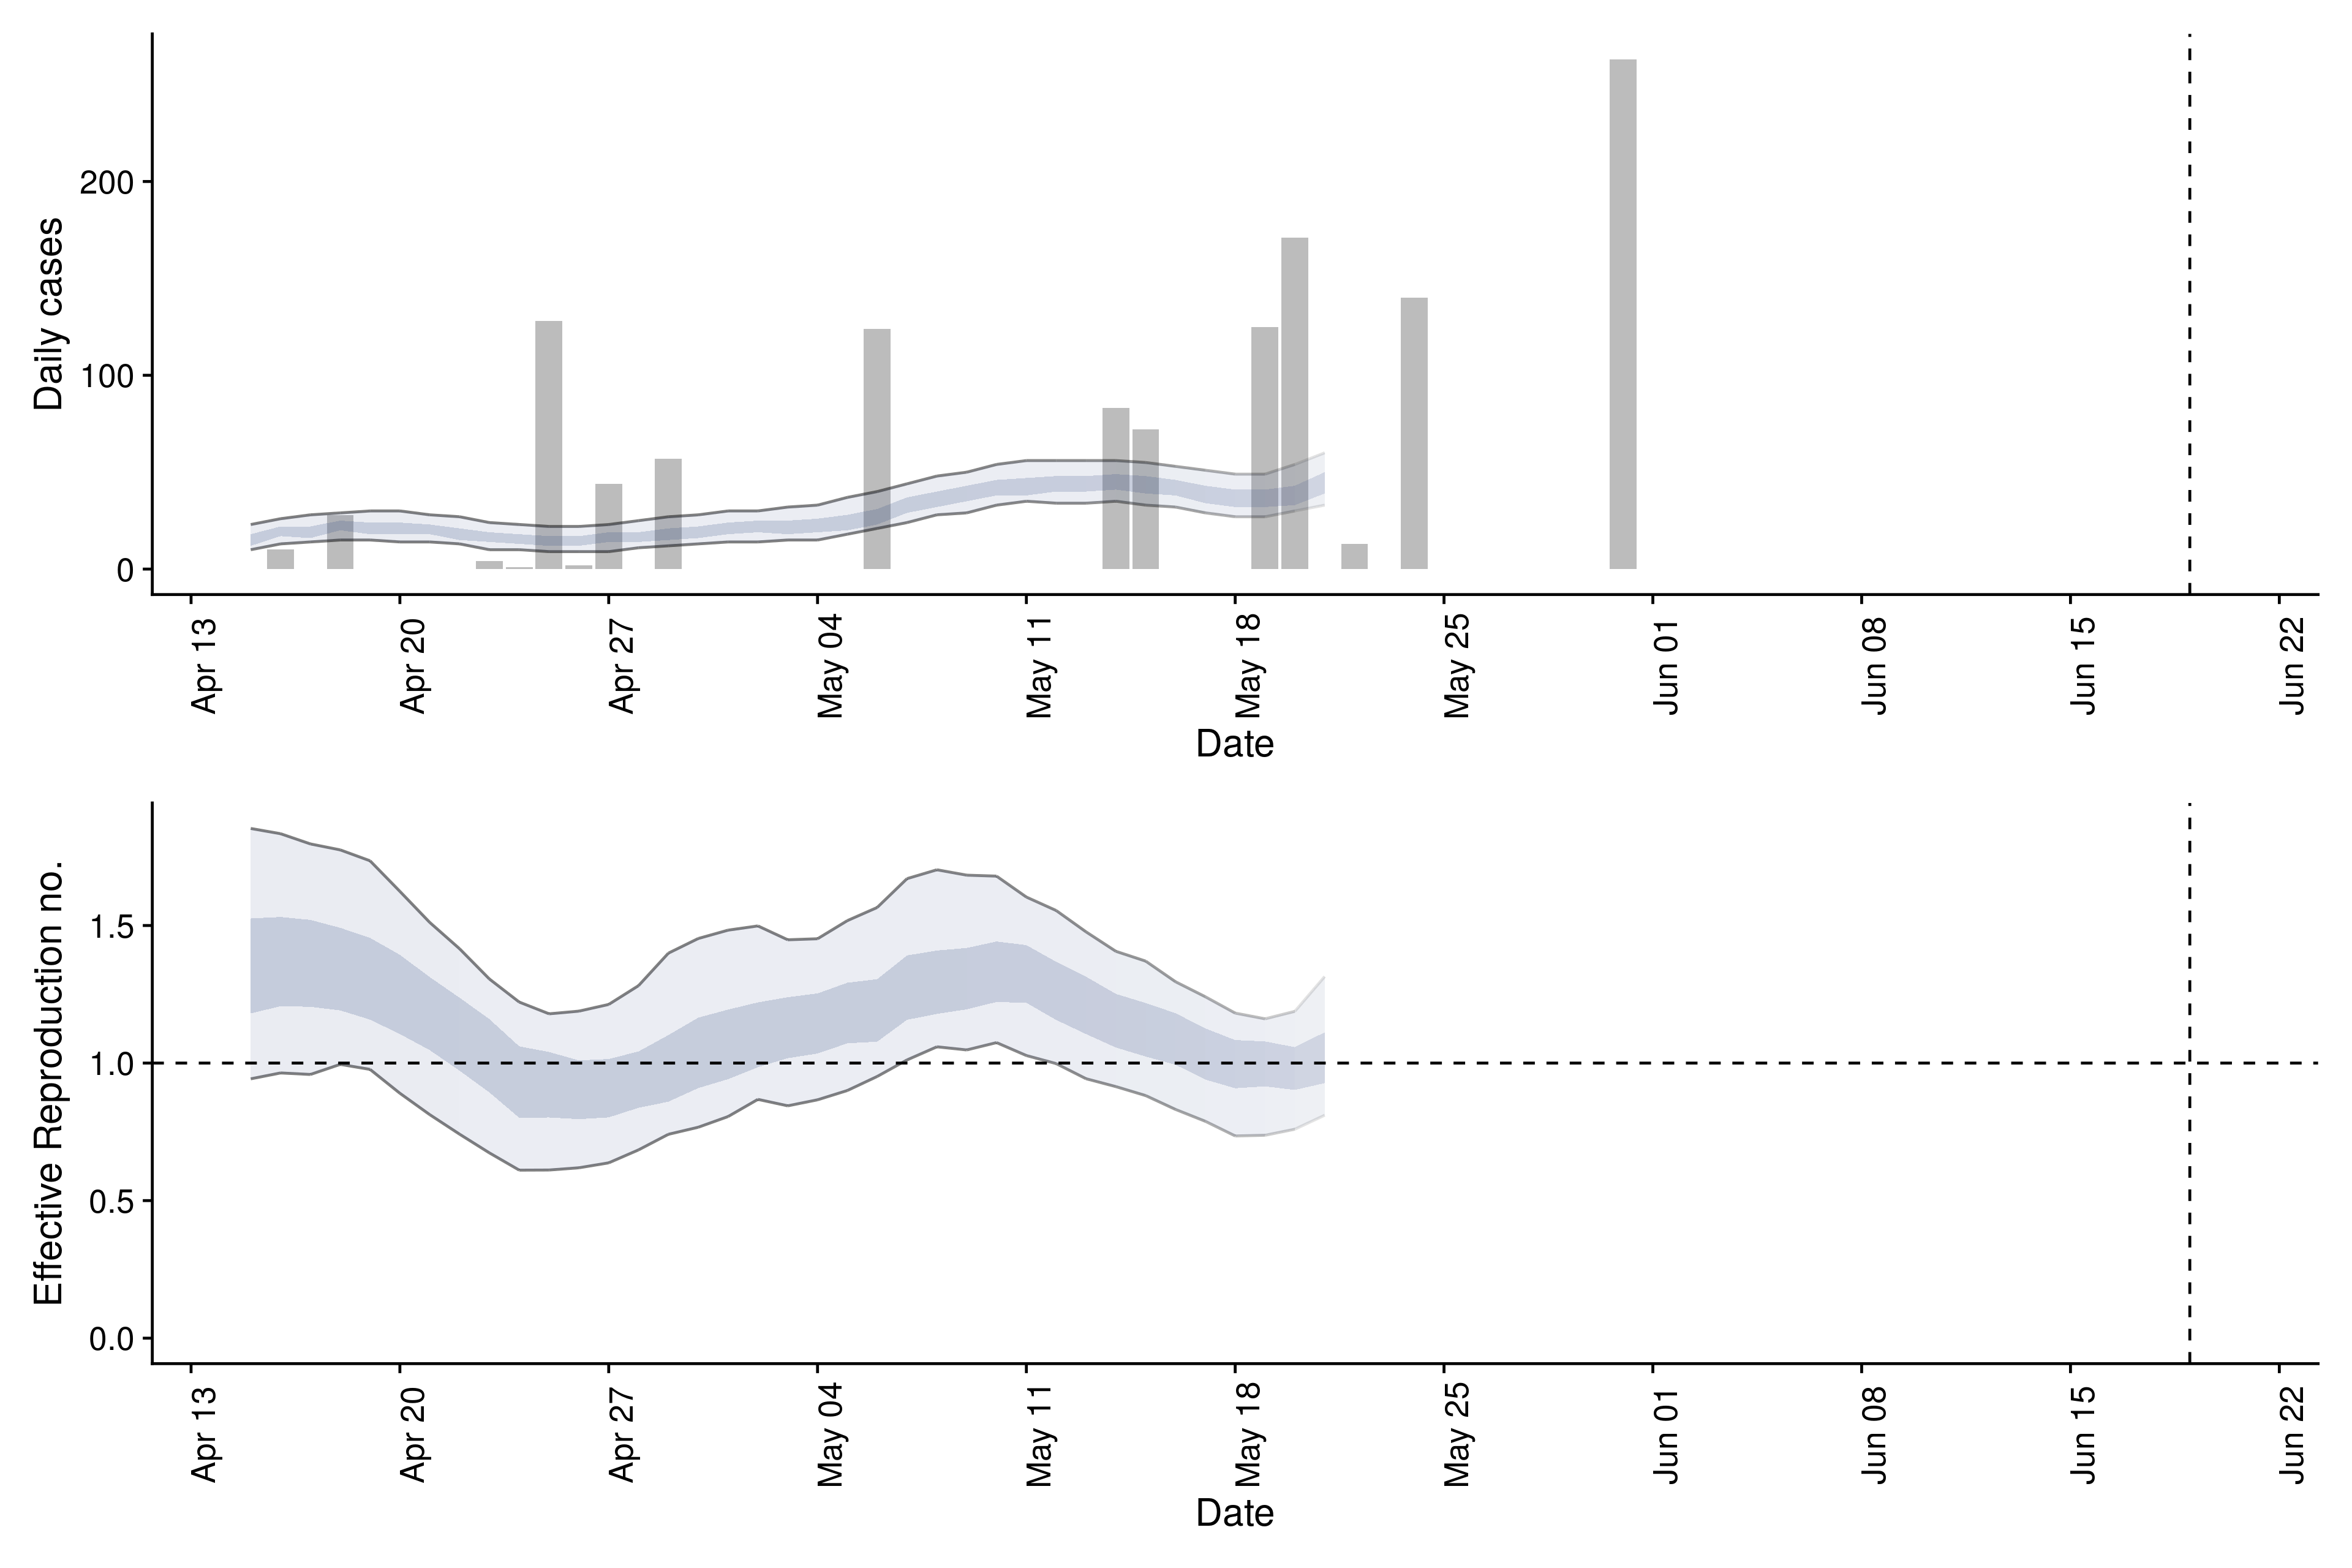 Daily cases
200
100
0
Apr 13
Apr 20
Apr 27
May 04
May 11
May 18
May 25
Jun 01
Jun 08
Jun 15
Jun 22
Date
Effective Reproduction no.
1.5
1.0
0.5
0.0
Apr 13
Apr 20
Apr 27
May 04
May 11
May 18
May 25
Jun 01
Jun 08
Jun 15
Jun 22
Date